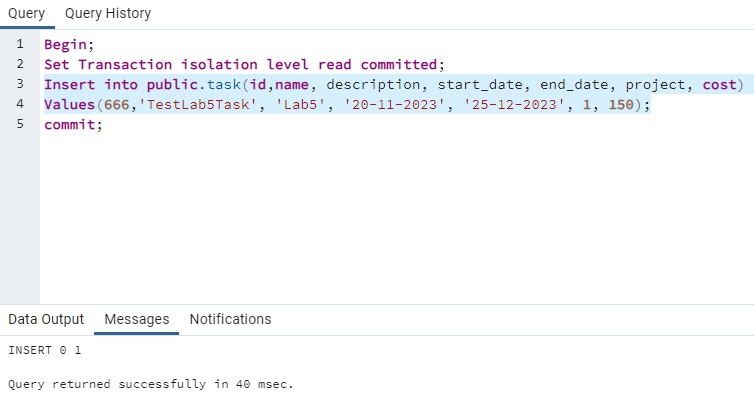 Query Query History
1 Begin;
2 Set Transaction isolation level read committed;
3 Insert into public.task(id,name, description, start_date, end_date, project, cost)
4 Values(666,'TestLab5Task', 'Lab5', '20-11-2023', '25-12-2023', 1, 150);
5 commit;
Data Output Messages Notifications
INSERT 0 1
Query returned successfully in 40 msec.